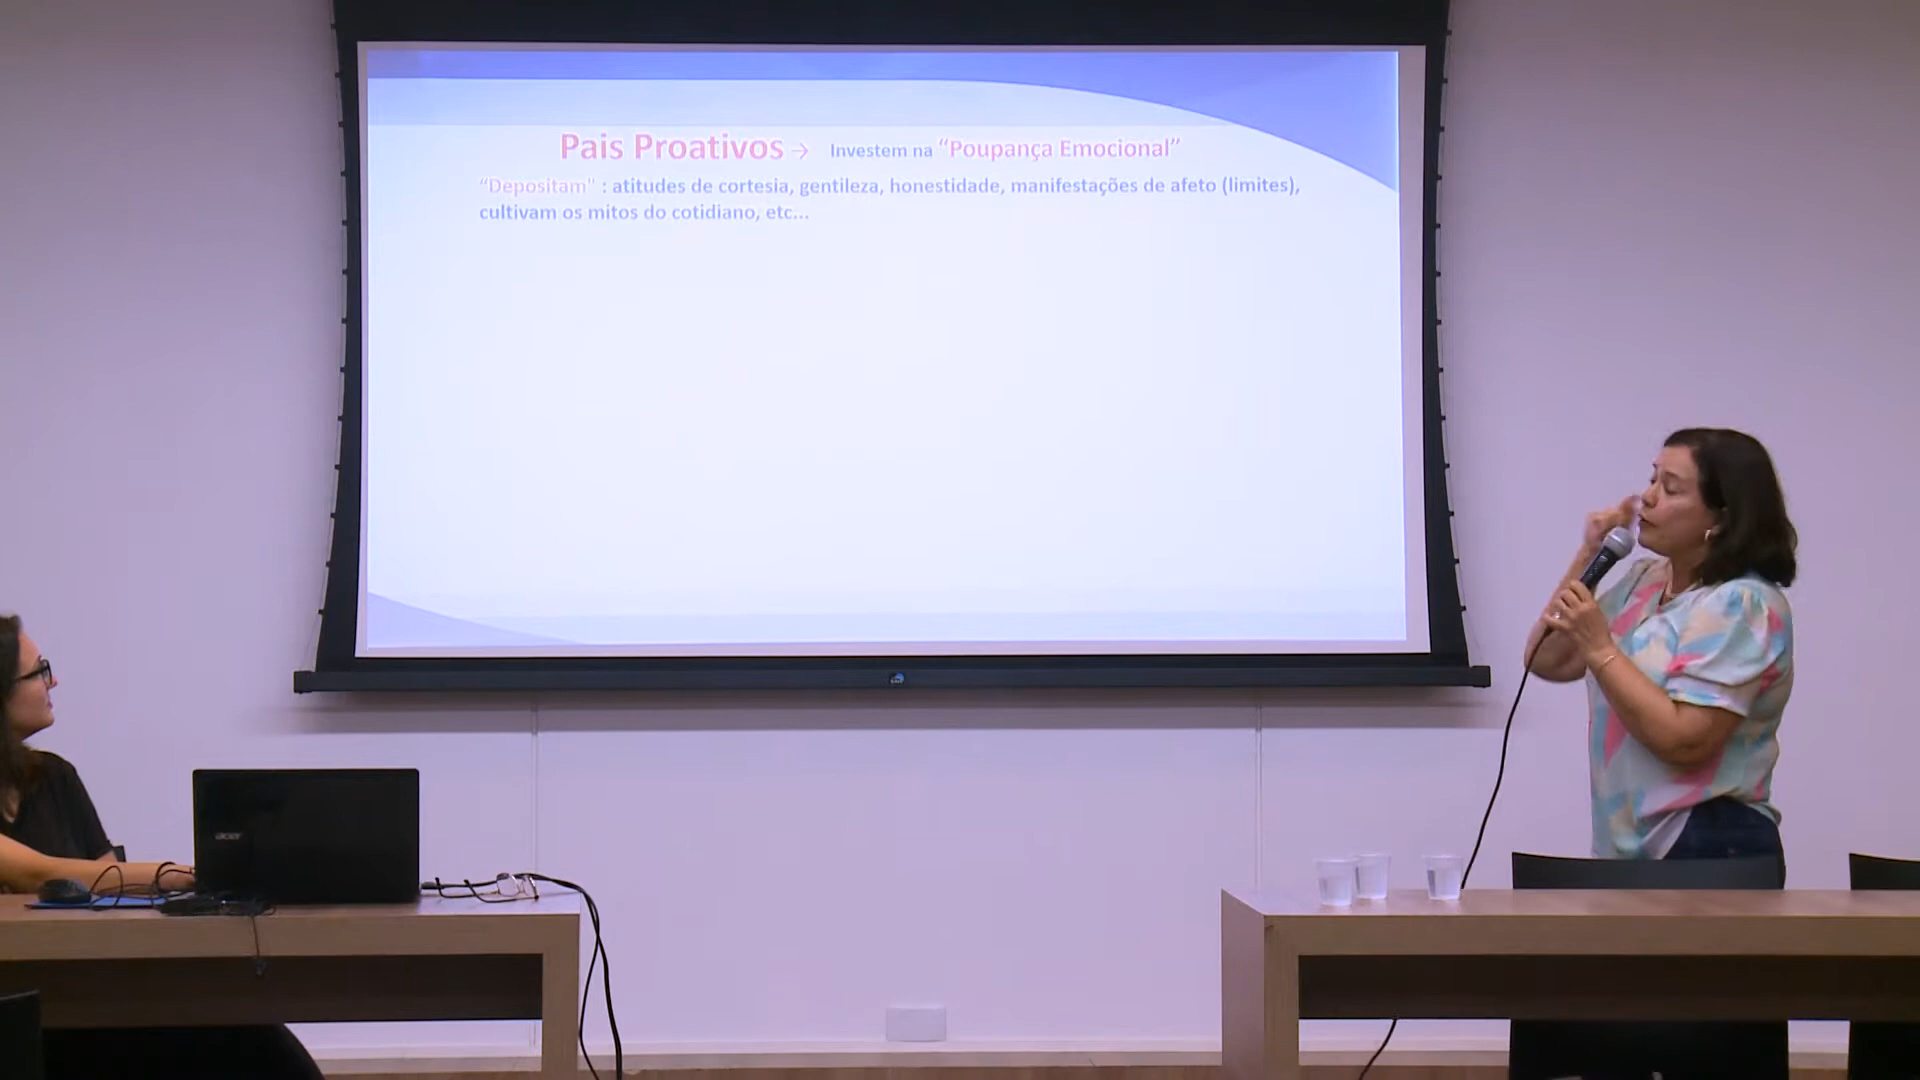 Pais Proativos → Investem na “Poupança Emocional”
“Depositam" : atitudes de cortesia, gentileza, honestidade, manifestações de afeto (limites),
cultivam os mitos do cotidiano, etc...
acer